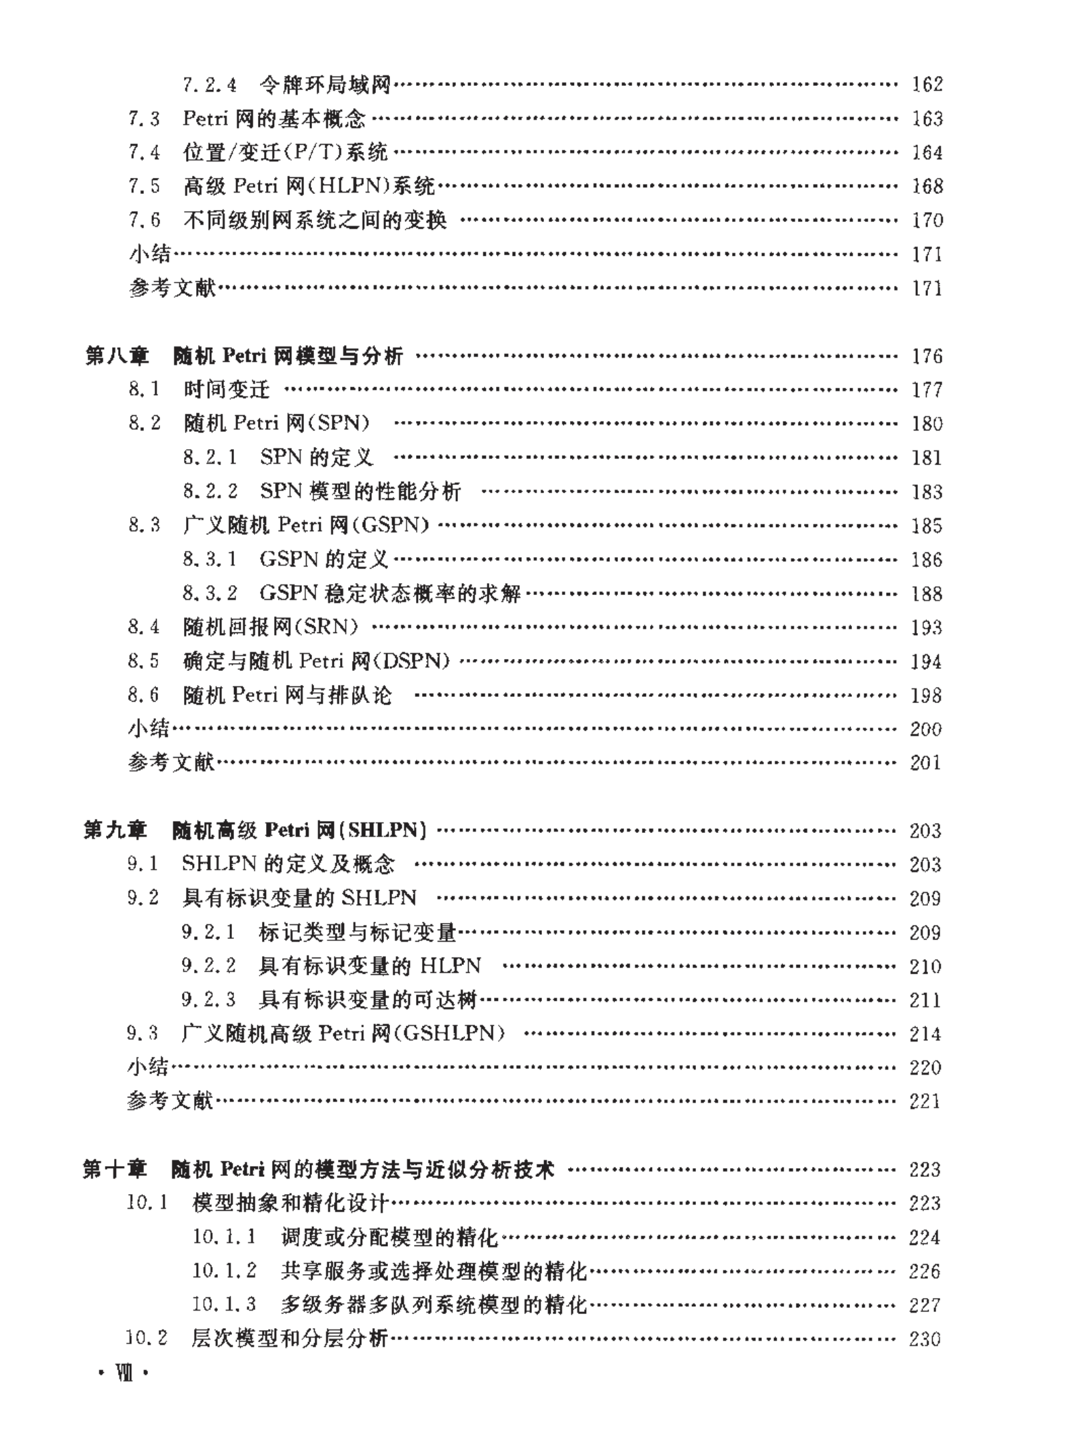 7.2.4 令牌环局域网…… 162
7.3 Petri 网的基本概念…… 163
7.4 位置/变迁(P/T)系统…… 164
7.5 高级 Petri 网(HLPN)系统…… 168
7.6 不同级别网系统之间的变换…… 170
小结…… 171
参考文献…… 171
第八章 随机 Petri 网模型与分析…… 176
8.1 时间变迁…… 177
8.2 随机 Petri 网(SPN)…… 180
8.2.1 SPN 的定义…… 181
8.2.2 SPN 模型的性能分析…… 183
8.3 广义随机 Petri 网(GSPN)…… 185
8.3.1 GSPN 的定义…… 186
8.3.2 GSPN 稳定状态概率的求解…… 188
8.4 随机回报网(SRN)…… 193
8.5 确定与随机 Petri 网(DSPN)…… 194
8.6 随机 Petri 网与排队论…… 198
小结…… 200
参考文献…… 201
第九章 随机高级 Petri 网(SHLPN)…… 203
9.1 SHLPN 的定义及概念…… 203
9.2 具有标识变量的 SHLPN…… 209
9.2.1 标记类型与标记变量…… 209
9.2.2 具有标识变量的 HLPN…… 210
9.2.3 具有标识变量的可达树…… 211
9.3 广义随机高级 Petri 网(GSHLPN)…… 214
小结…… 220
参考文献…… 221
第十章 随机 Petri 网的模型方法与近似分析技术…… 223
10.1 模型抽象和精化设计…… 223
10.1.1 调度或分配模型的精化…… 224
10.1.2 共享服务或选择处理模型的精化…… 226
10.1.3 多级务器多队列系统模型的精化…… 227
10.2 层次模型和分层分析…… 230
· Ⅷ ·